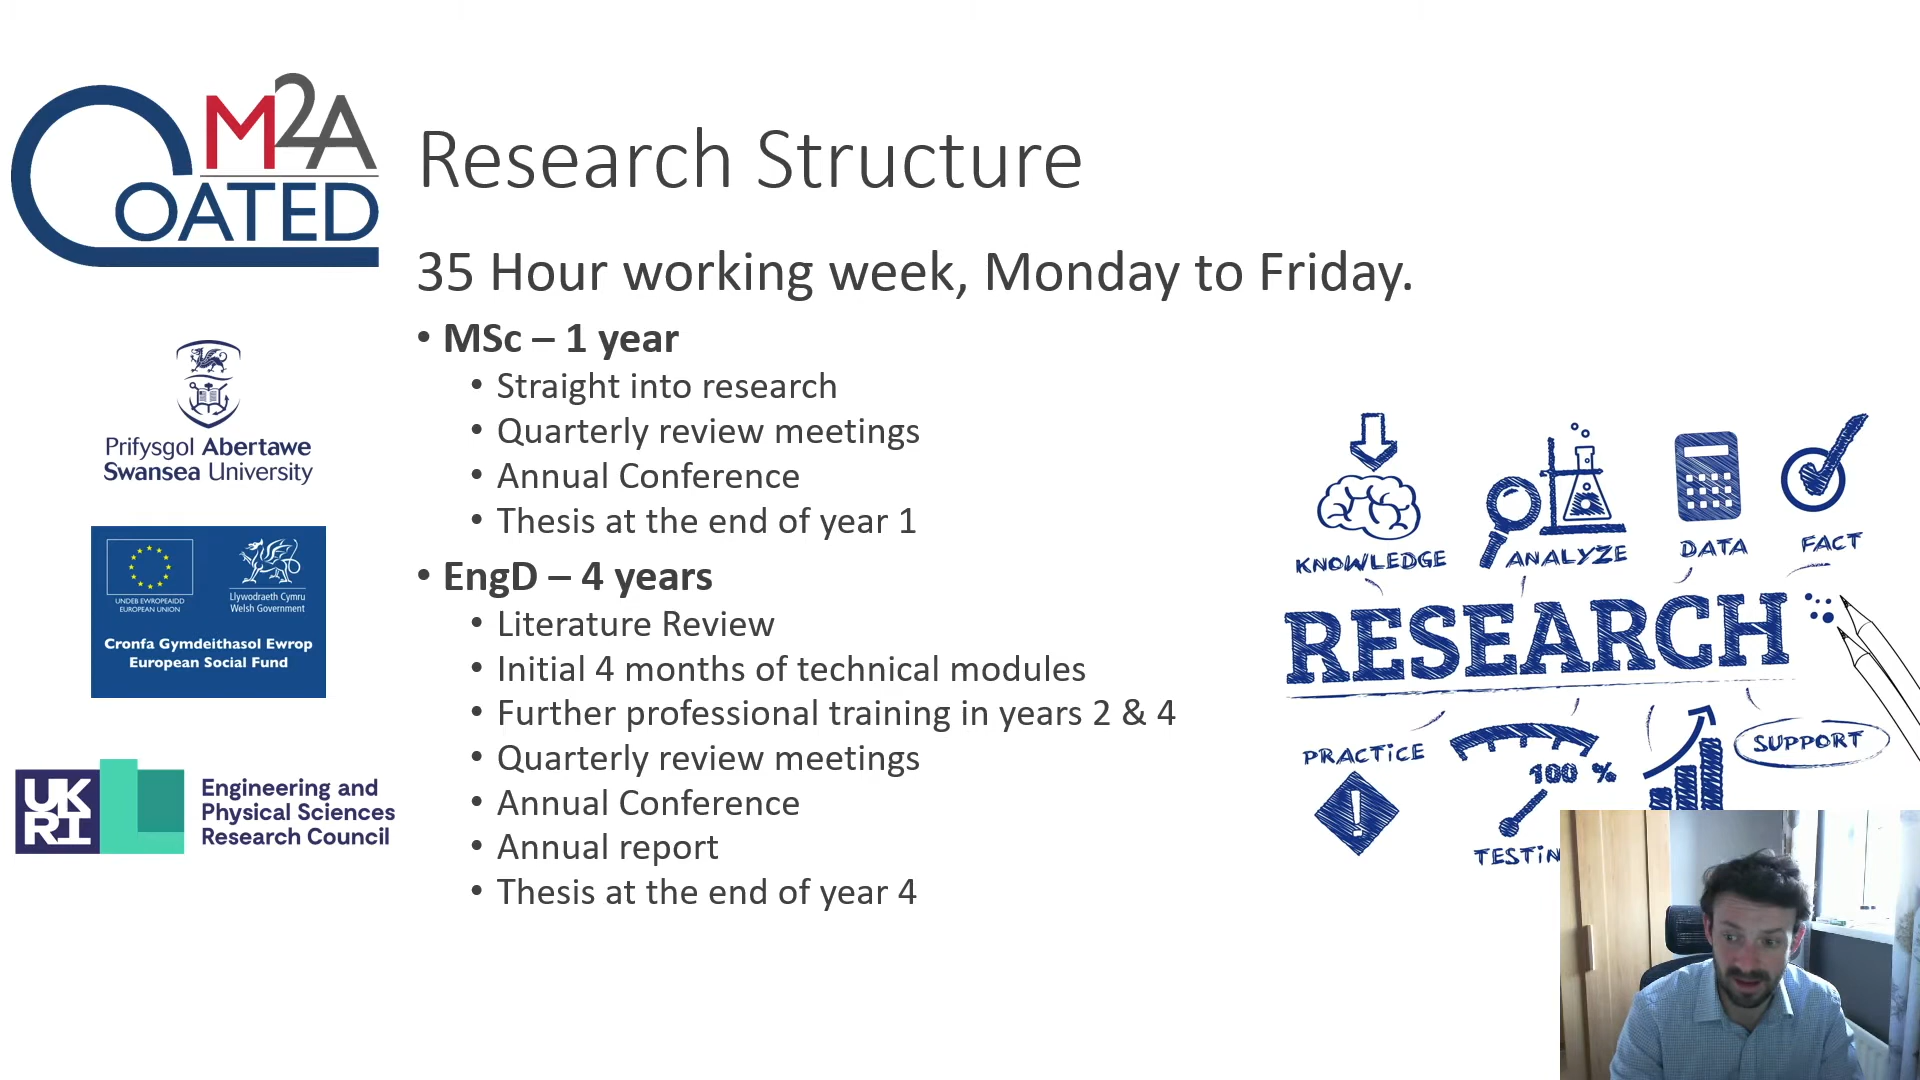 M2A
COATED
Research Structure
35 Hour working week, Monday to Friday.
• MSc – 1 year
• Straight into research
• Quarterly review meetings
• Annual Conference
• Thesis at the end of year 1
• EngD – 4 years
• Literature Review
• Initial 4 months of technical modules
• Further professional training in years 2 & 4
• Quarterly review meetings
• Annual Conference
• Annual report
• Thesis at the end of year 4
Prifysgol Abertawe
Swansea University
UNDEB EWROPEAIDD
EUROPEAN UNION
Llywodraeth Cymru
Welsh Government
Cronfa Gymdeithasol Ewrop
European Social Fund
UKRI
Engineering and
Physical Sciences
Research Council
KNOWLEDGE
ANALYZE
DATA
FACT
RESEARCH
PRACTICE
100 %
SUPPORT
TESTIN